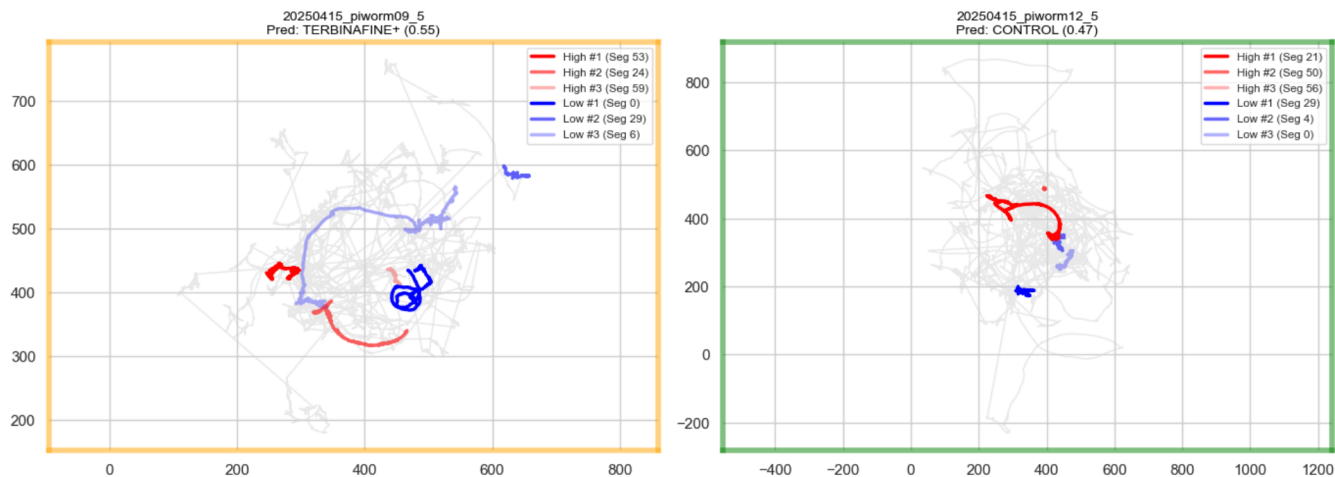 20250415_piworm09_5
Pred: TERBINAFINE+ (0.55)
High #1 (Seg 53)
High #2 (Seg 24)
High #3 (Seg 59)
Low #1 (Seg 0)
Low #2 (Seg 29)
Low #3 (Seg 6)
700
600
500
400
300
200
0 200 400 600 800
20250415_piworm12_5
Pred: CONTROL (0.47)
High #1 (Seg 21)
High #2 (Seg 50)
High #3 (Seg 56)
Low #1 (Seg 29)
Low #2 (Seg 4)
Low #3 (Seg 0)
800
600
400
200
0
−200
−400 −200 0 200 400 600 800 1000 1200